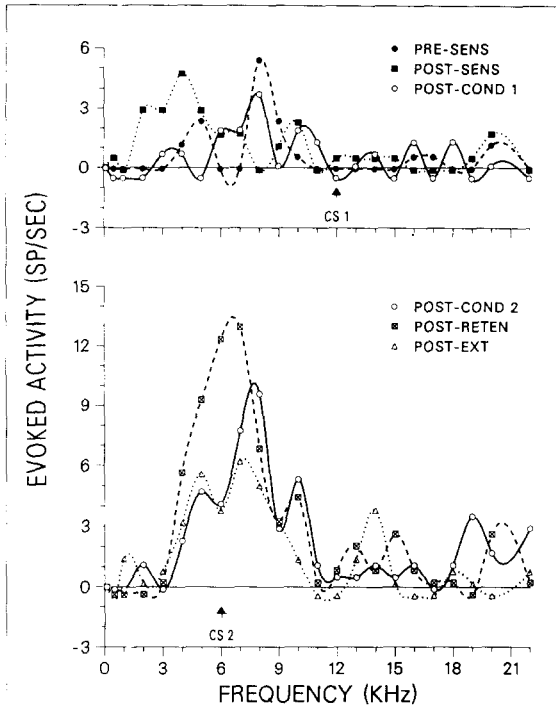 6
3
0
-3
PRE-SENS
POST-SENS
POST-COND 1
CS 1
15
12
9
6
3
0
-3
POST-COND 2
POST-RETEN
POST-EXT
CS 2
0 3 6 9 12 15 18 22
FREQUENCY (KHz)
EVOKED ACTIVITY (SP/SEC)